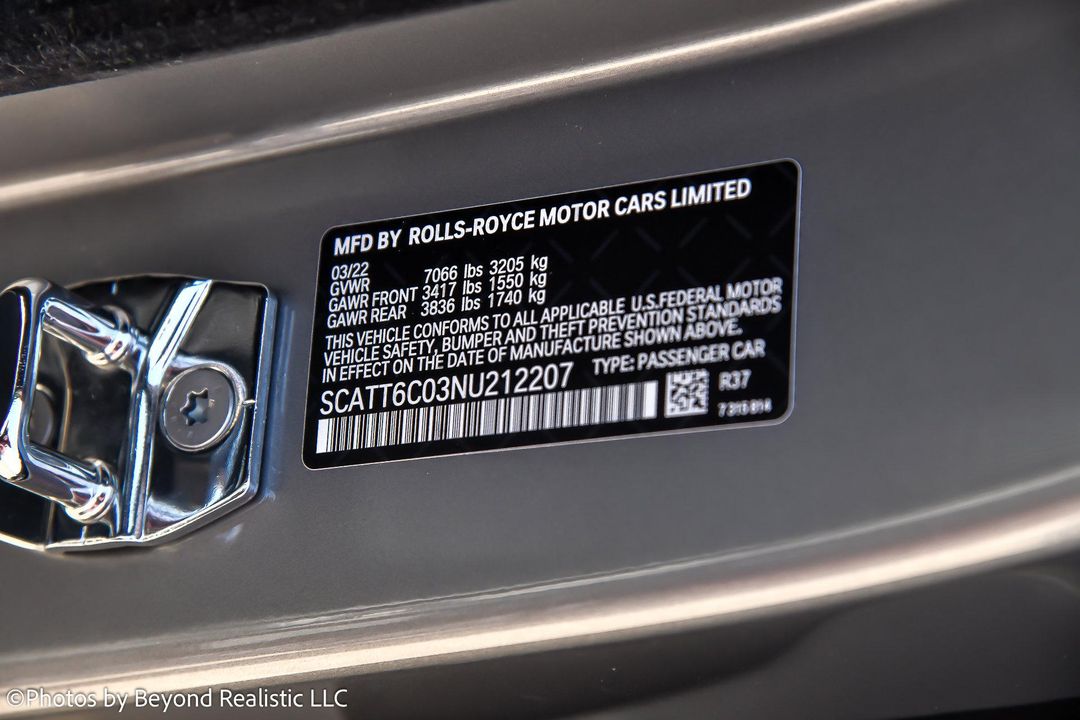 MFD BY ROLLS-ROYCE MOTOR CARS LIMITED
03/22
GVWR 7066 lbs 3205 kg
GAWR FRONT 3417 lbs 1550 kg
GAWR REAR 3836 lbs 1740 kg
THIS VEHICLE CONFORMS TO ALL APPLICABLE U.S.FEDERAL MOTOR
VEHICLE SAFETY, BUMPER AND THEFT PREVENTION STANDARDS
IN EFFECT ON THE DATE OF MANUFACTURE SHOWN ABOVE.
SCATT6C03NU212207 TYPE: PASSENGER CAR
R37
©Photos by Beyond Realistic LLC